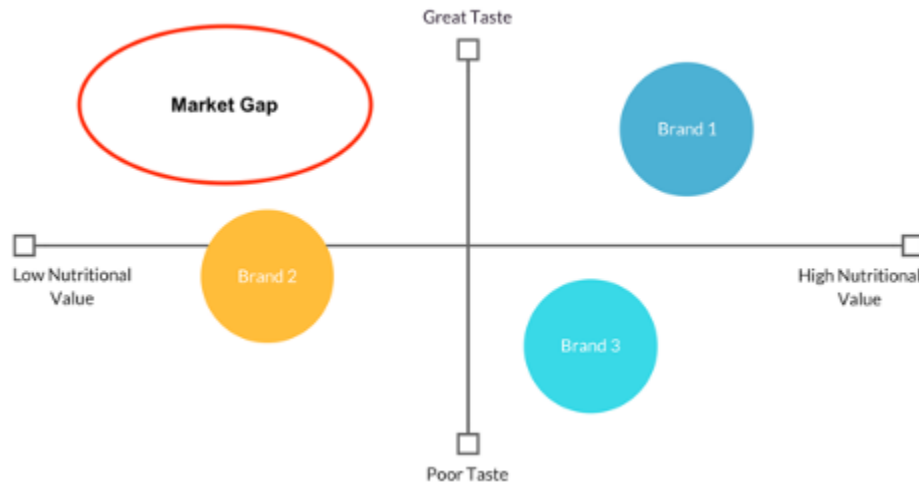 Great Taste
Market Gap
Brand 1
Low Nutritional
Value
Brand 2
High Nutritional
Value
Brand 3
Poor Taste